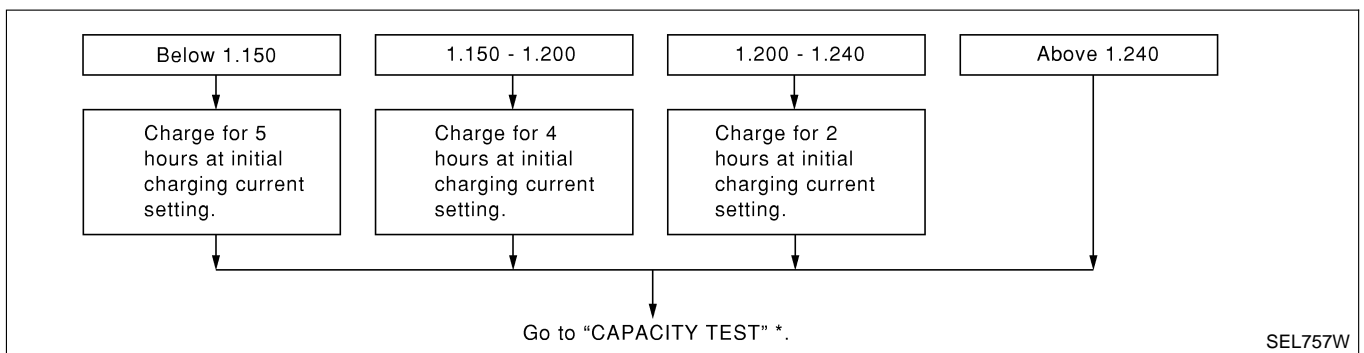 Below 1.150
1.150 - 1.200
1.200 - 1.240
Above 1.240
Charge for 5
hours at initial
charging current
setting.
Charge for 4
hours at initial
charging current
setting.
Charge for 2
hours at initial
charging current
setting.
Go to “CAPACITY TEST” *.
SEL757W